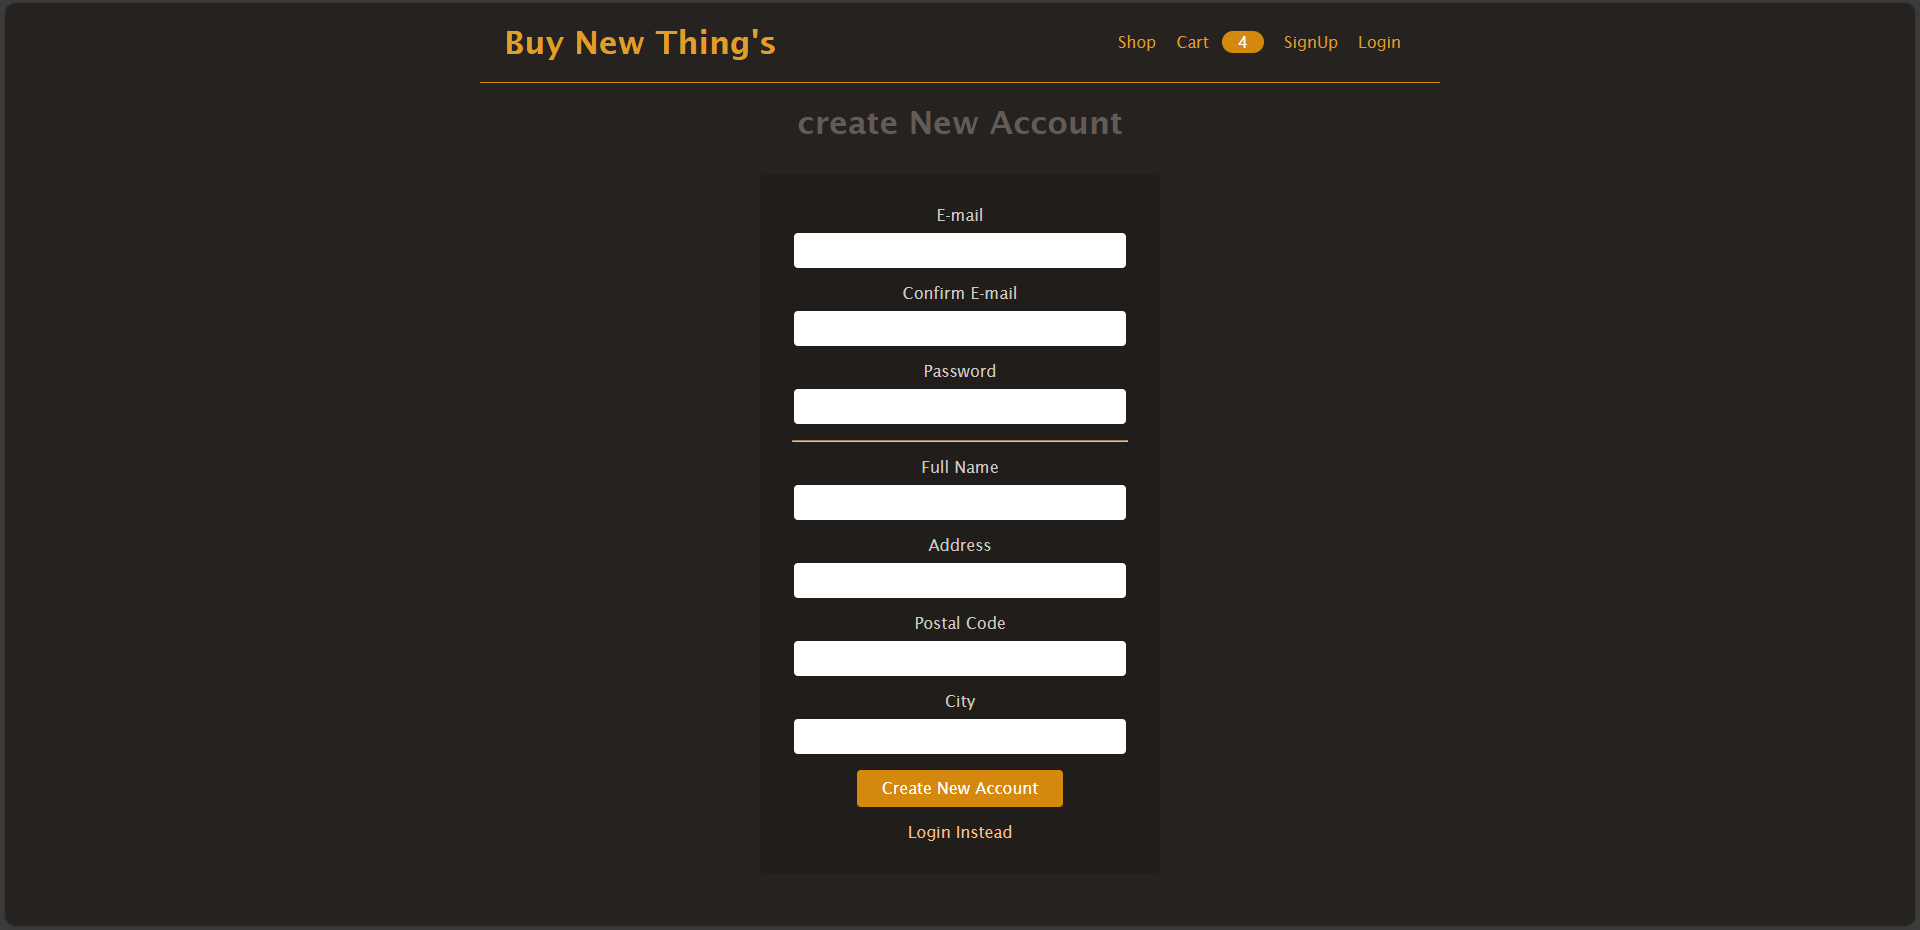 Buy New Thing's
Shop Cart 4 SignUp Login
create New Account
E-mail
Confirm E-mail
Password
Full Name
Address
Postal Code
City
Create New Account
Login Instead